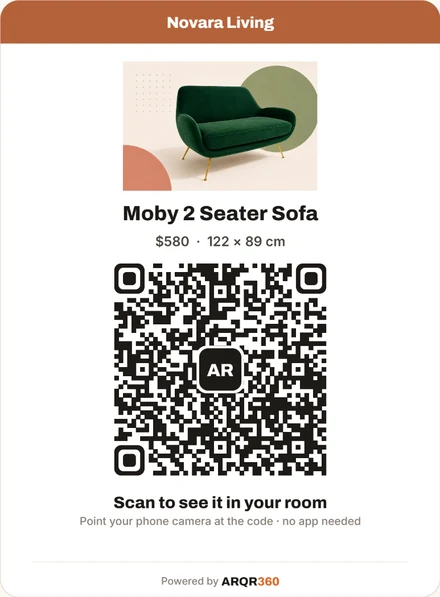 Novara Living
Moby 2 Seater Sofa
$580 · 122 × 89 cm
AR
Scan to see it in your room
Point your phone camera at the code · no app needed
Powered by ARQR360